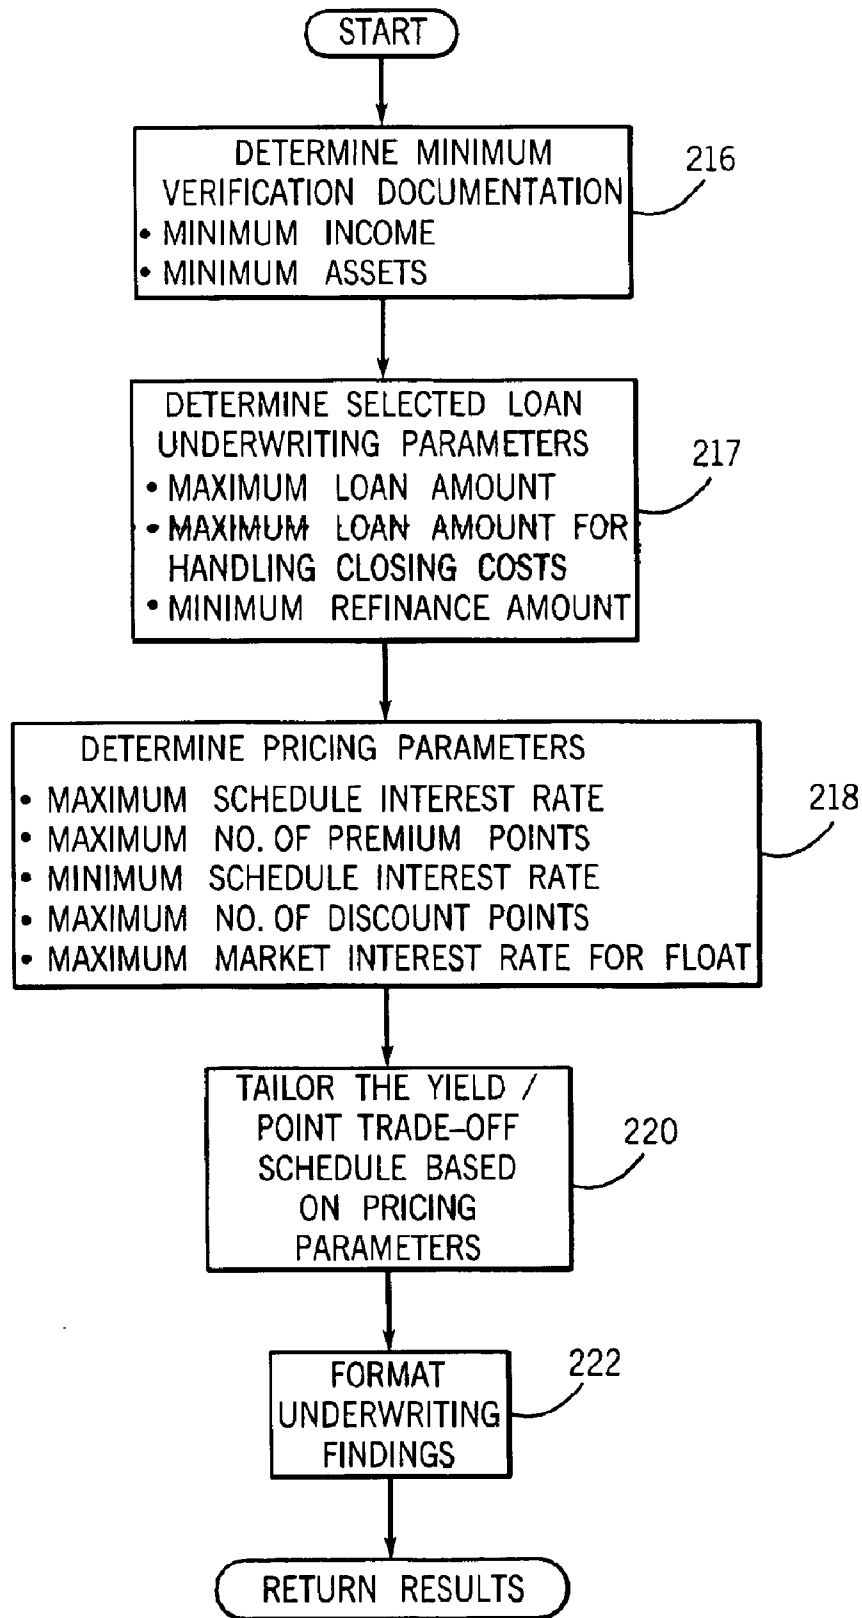 START
DETERMINE MINIMUM
VERIFICATION DOCUMENTATION
• MINIMUM INCOME
• MINIMUM ASSETS
216
DETERMINE SELECTED LOAN
UNDERWRITING PARAMETERS
• MAXIMUM LOAN AMOUNT
• MAXIMUM LOAN AMOUNT FOR
HANDLING CLOSING COSTS
• MINIMUM REFINANCE AMOUNT
217
DETERMINE PRICING PARAMETERS
• MAXIMUM SCHEDULE INTEREST RATE
• MAXIMUM NO. OF PREMIUM POINTS
• MINIMUM SCHEDULE INTEREST RATE
• MAXIMUM NO. OF DISCOUNT POINTS
• MAXIMUM MARKET INTEREST RATE FOR FLOAT
218
TAILOR THE YIELD /
POINT TRADE–OFF
SCHEDULE BASED
ON PRICING
PARAMETERS
220
FORMAT
UNDERWRITING
FINDINGS
222
RETURN RESULTS